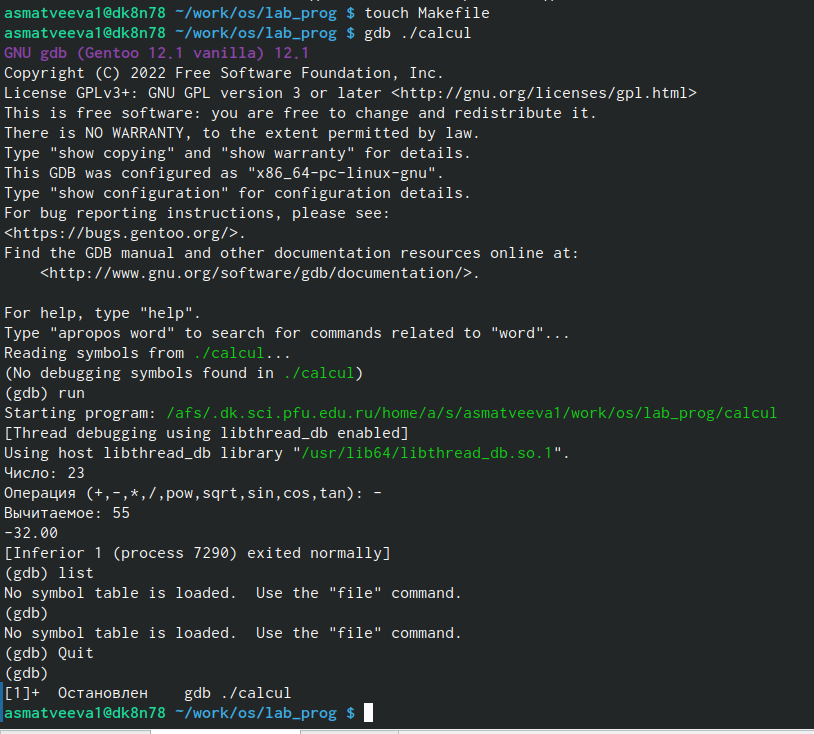 asmatveeva1@dk8n78 ~/work/os/lab_prog $ touch Makefile
asmatveeva1@dk8n78 ~/work/os/lab_prog $ gdb ./calcul
GNU gdb (Gentoo 12.1 vanilla) 12.1
Copyright (C) 2022 Free Software Foundation, Inc.
License GPLv3+: GNU GPL version 3 or later <http://gnu.org/licenses/gpl.html>
This is free software: you are free to change and redistribute it.
There is NO WARRANTY, to the extent permitted by law.
Type "show copying" and "show warranty" for details.
This GDB was configured as "x86_64-pc-linux-gnu".
Type "show configuration" for configuration details.
For bug reporting instructions, please see:
<https://bugs.gentoo.org/>.
Find the GDB manual and other documentation resources online at:
    <http://www.gnu.org/software/gdb/documentation/>.

For help, type "help".
Type "apropos word" to search for commands related to "word"...
Reading symbols from ./calcul...
(No debugging symbols found in ./calcul)
(gdb) run
Starting program: /afs/.dk.sci.pfu.edu.ru/home/a/s/asmatveeva1/work/os/lab_prog/calcul
[Thread debugging using libthread_db enabled]
Using host libthread_db library "/usr/lib64/libthread_db.so.1".
Число: 23
Операция (+,-,*,/,pow,sqrt,sin,cos,tan): -
Вычитаемое: 55
-32.00
[Inferior 1 (process 7290) exited normally]
(gdb) list
No symbol table is loaded.  Use the "file" command.
(gdb)
No symbol table is loaded.  Use the "file" command.
(gdb) Quit
(gdb)
[1]+  Остановлен    gdb ./calcul
asmatveeva1@dk8n78 ~/work/os/lab_prog $